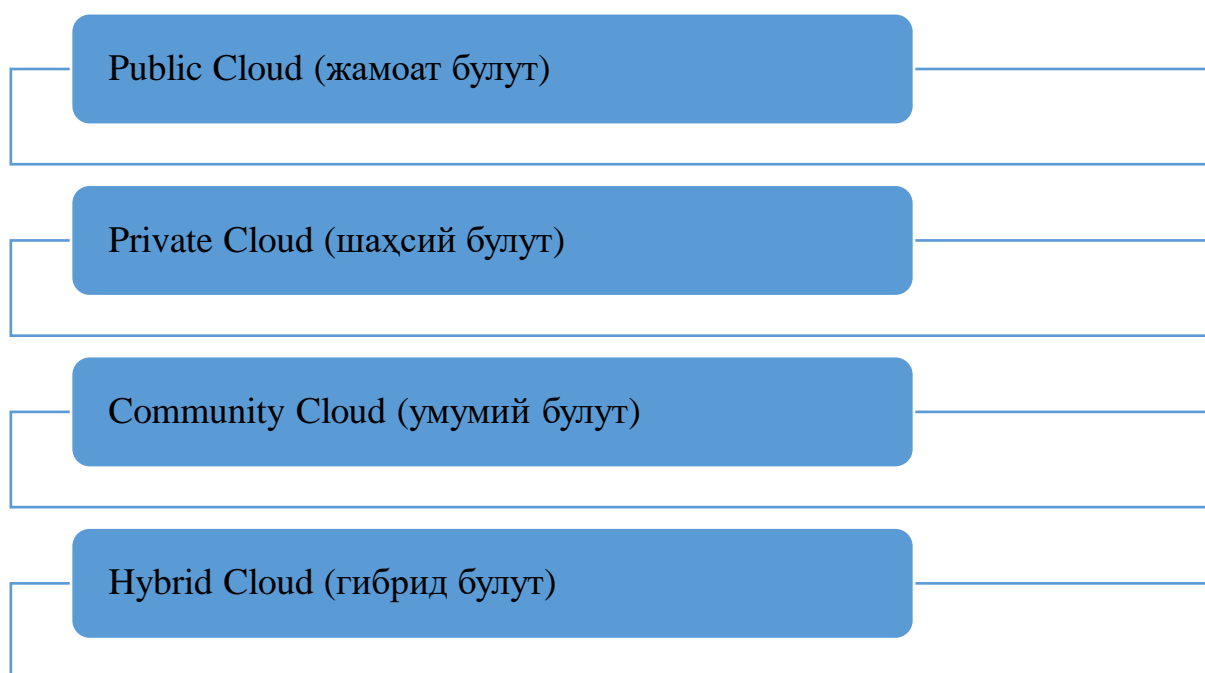 Public Cloud (жамоат булут)
Private Cloud (шаҳсий булут)
Community Cloud (умумий булут)
Hybrid Cloud (гибрид булут)